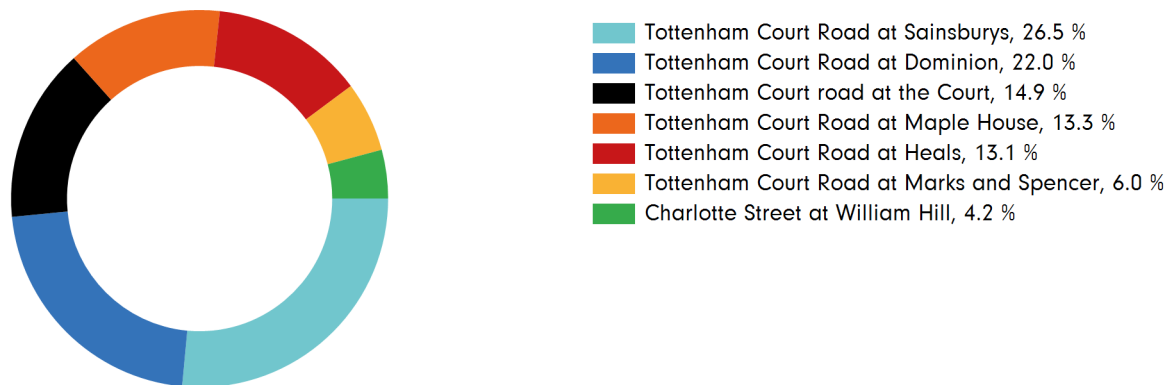 Tottenham Court Road at Sainsburys, 26.5 %
Tottenham Court Road at Dominion, 22.0 %
Tottenham Court road at the Court, 14.9 %
Tottenham Court Road at Maple House, 13.3 %
Tottenham Court Road at Heals, 13.1 %
Tottenham Court Road at Marks and Spencer, 6.0 %
Charlotte Street at William Hill, 4.2 %